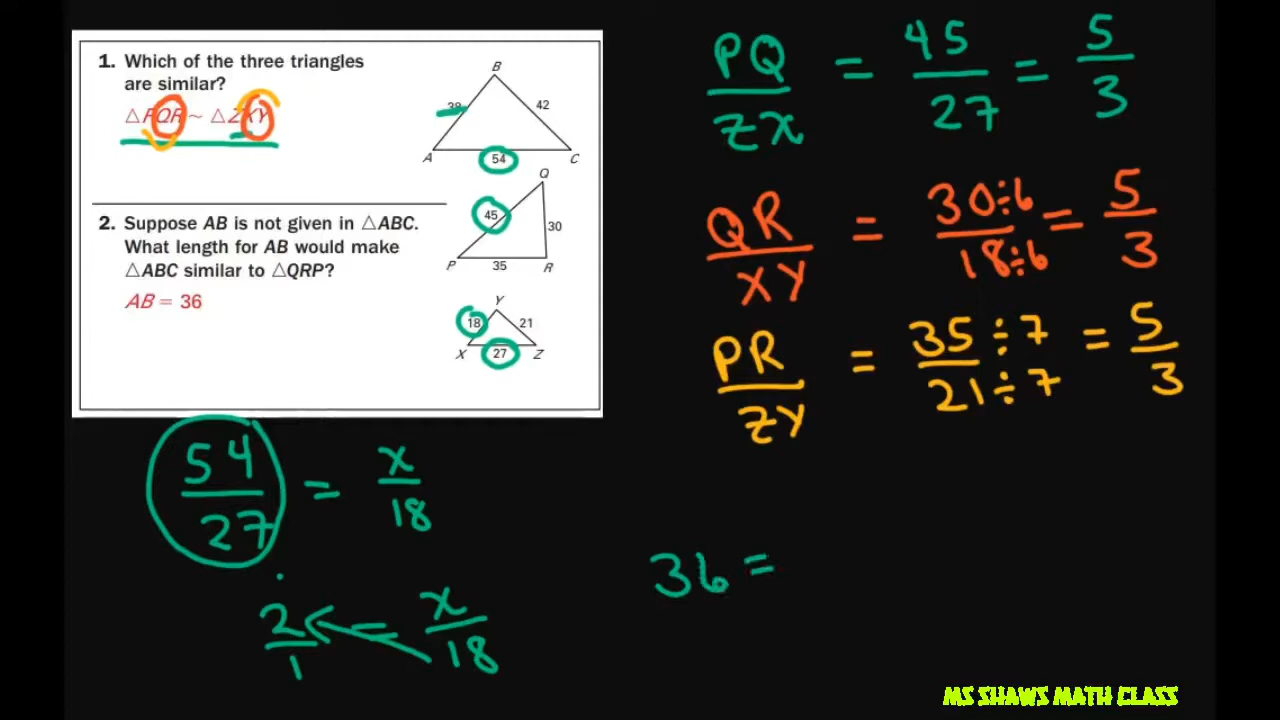 1. Which of the three triangles
are similar?
△PQR ~ △ZXY
2. Suppose AB is not given in △ABC.
What length for AB would make
△ABC similar to △QRP?
AB = 36
B
38
42
A
54
C
Q
45
30
P
35
R
Y
18
21
X
27
Z
PQ/ZX = 45/27 = 5/3
QR/XY = 30÷6/18÷6 = 5/3
PR/ZY = 35÷7/21÷7 = 5/3
54/27 = x/18
2/1 = x/18
36 =
MS SHAWS MATH CLASS